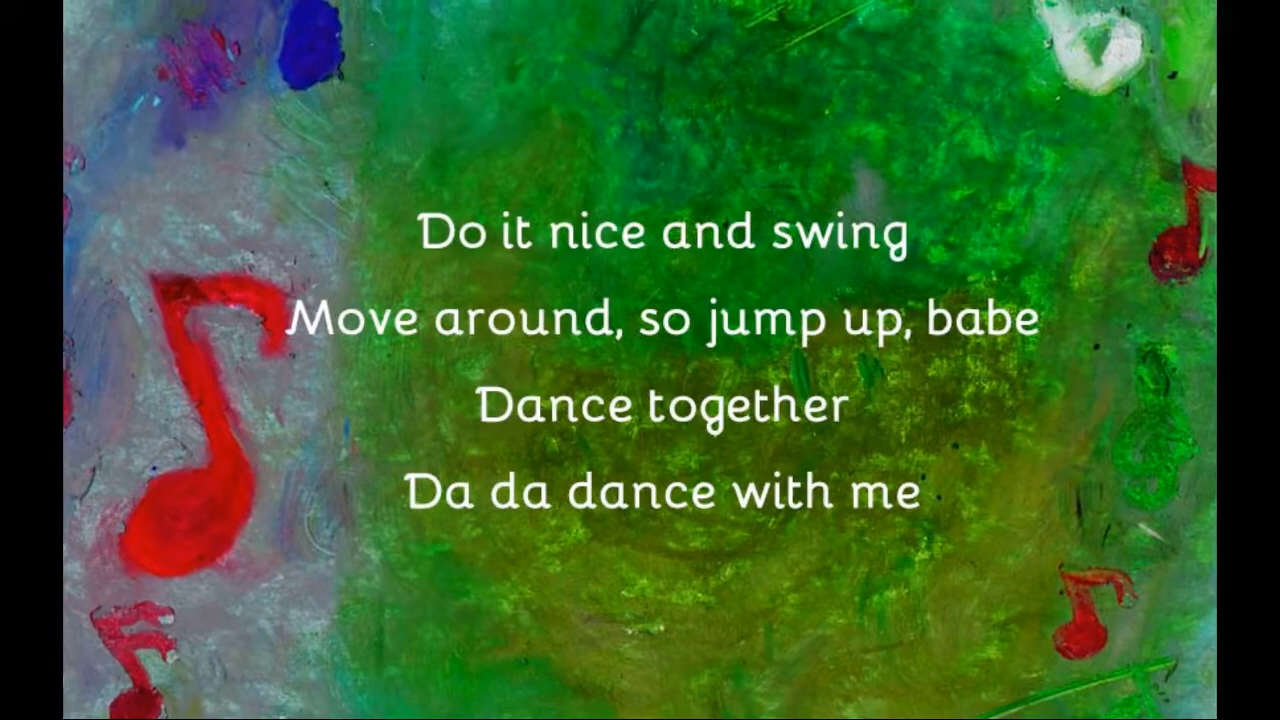 Do it nice and swing
Move around, so jump up, babe
Dance together
Da da dance with me